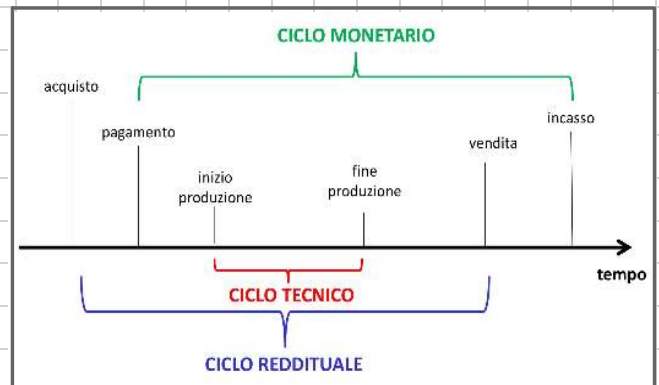 CICLO MONETARIO
acquisto
pagamento
incasso
vendita
inizio
produzione
fine
produzione
tempo
CICLO TECNICO
CICLO REDDITUALE